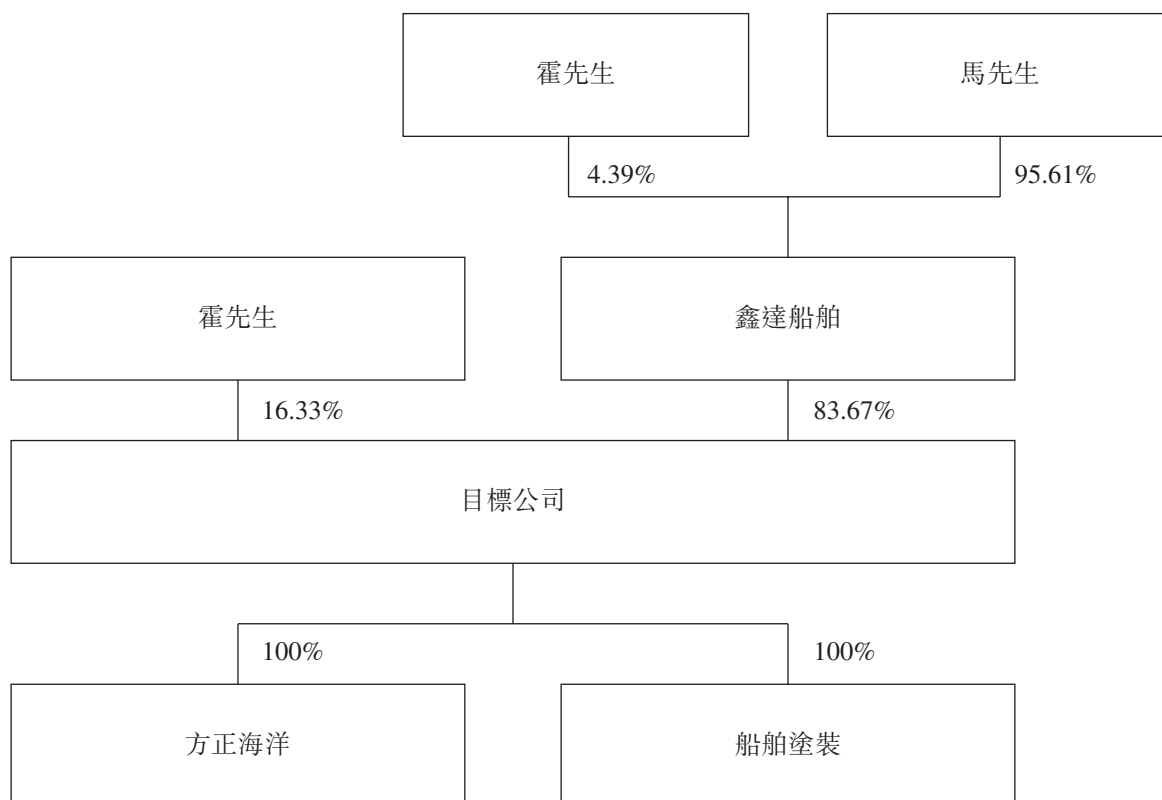 霍先生
馬先生
4.39%
95.61%
霍先生
鑫達船舶
16.33%
83.67%
目標公司
100%
100%
方正海洋
船舶塗裝